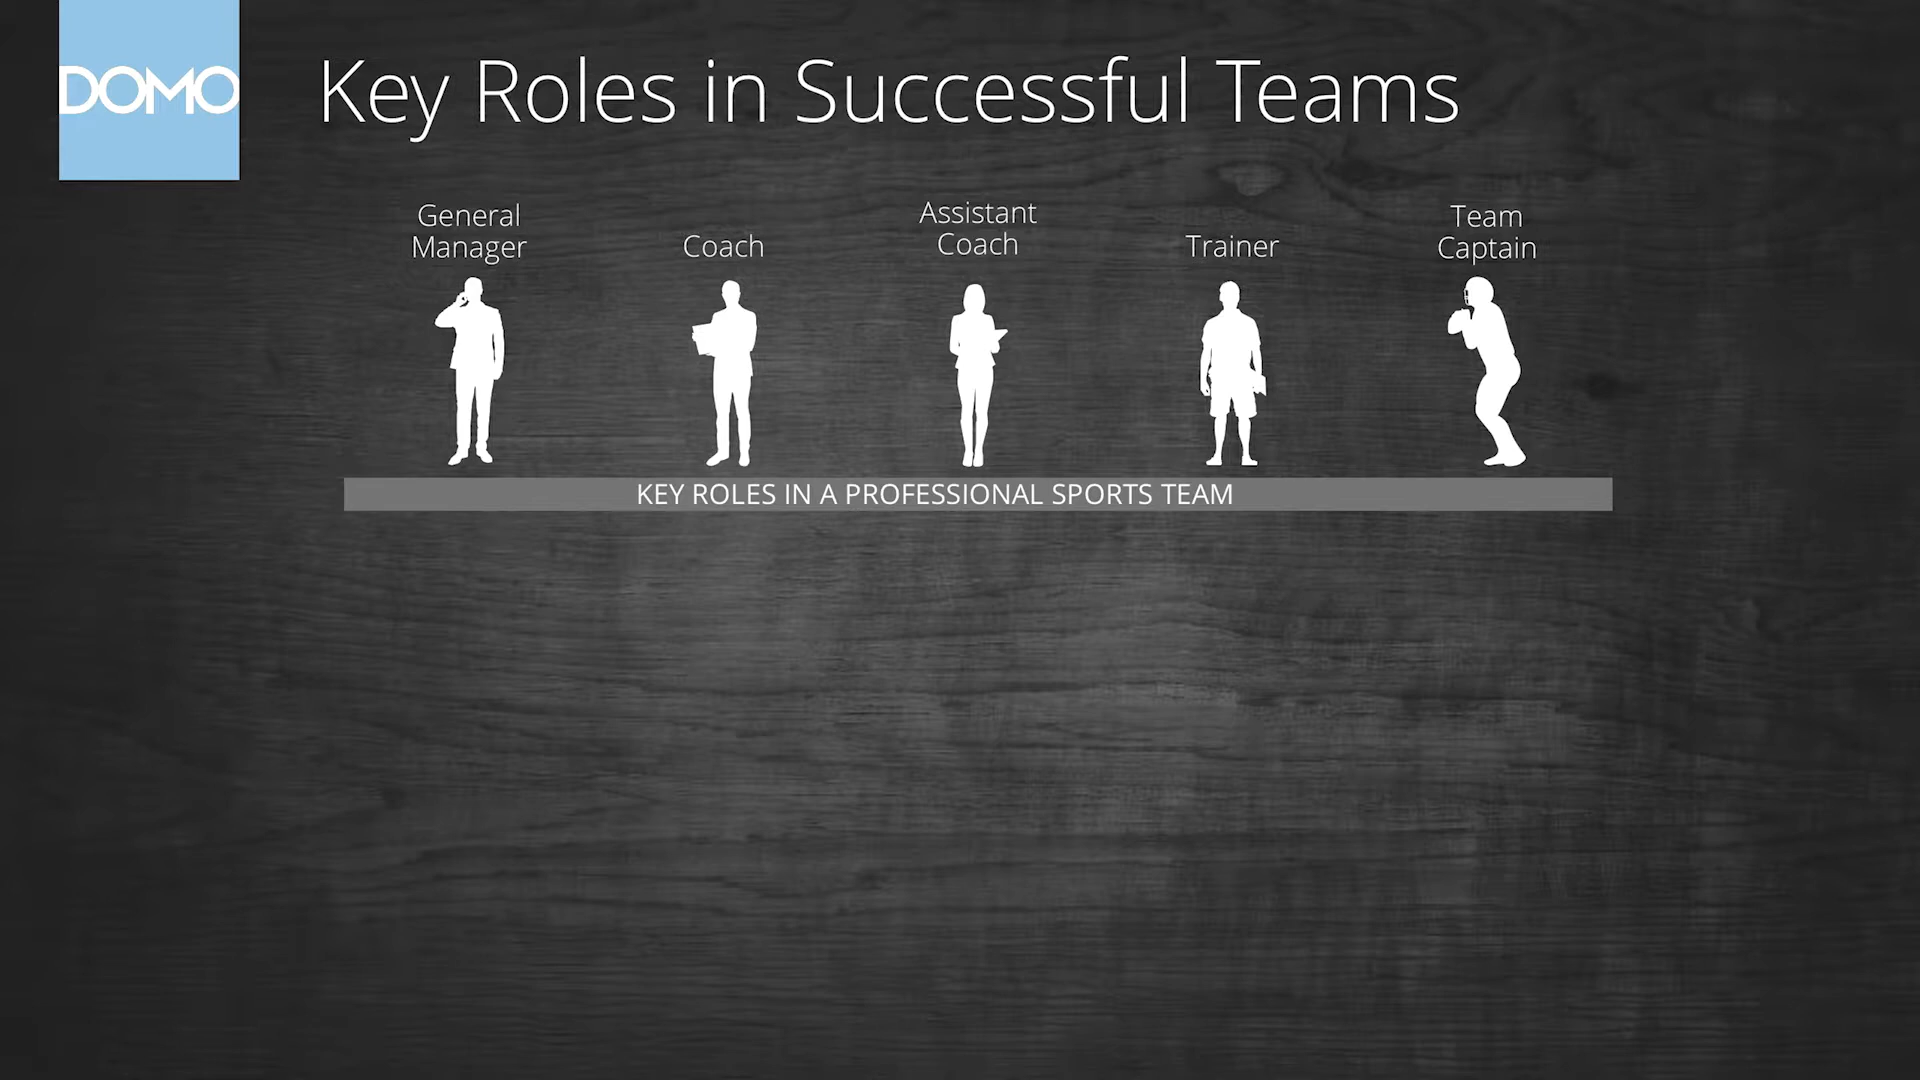 DOMO
Key Roles in Successful Teams
General
Manager
Coach
Assistant
Coach
Trainer
Team
Captain
KEY ROLES IN A PROFESSIONAL SPORTS TEAM